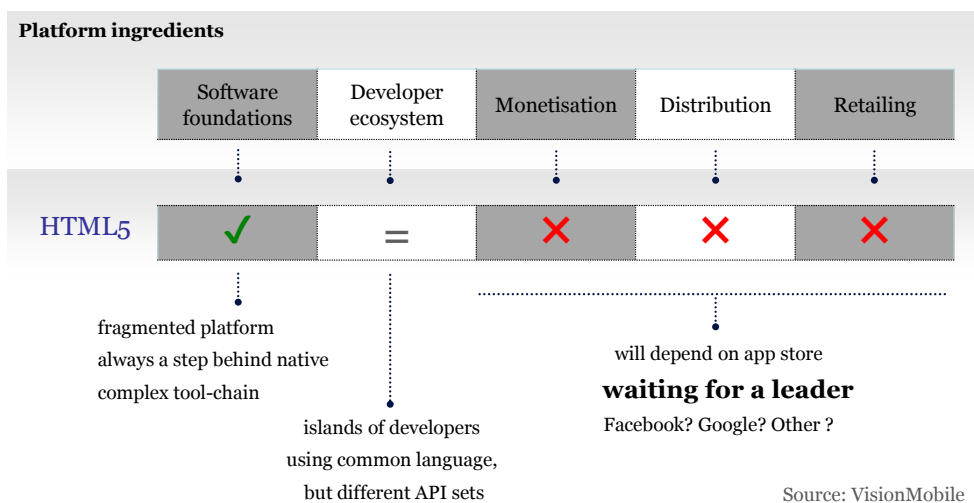 Platform ingredients
Software
foundations
Developer
ecosystem
Monetisation
Distribution
Retailing
HTML5
✓
=
✕
✕
✕
fragmented platform
always a step behind native
complex tool-chain
islands of developers
using common language,
but different API sets
will depend on app store
waiting for a leader
Facebook? Google? Other ?
Source: VisionMobile